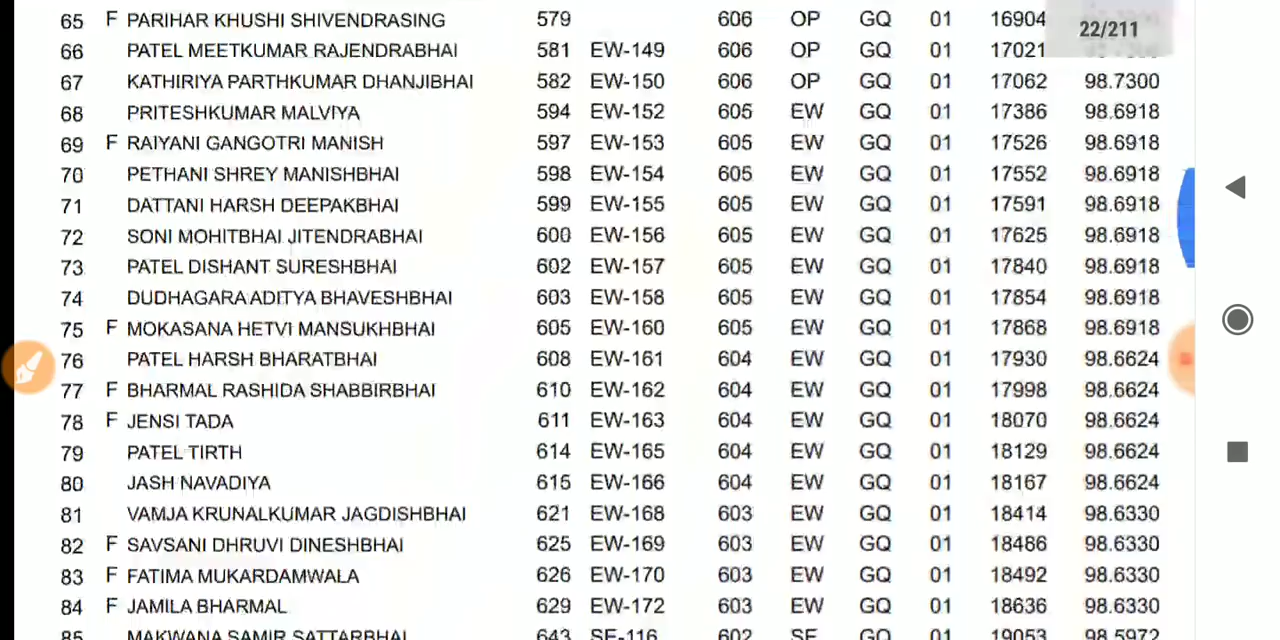 65 F PARIHAR KHUSHI SHIVENDRASING 579 606 OP GQ 01 16904
22/211
66 PATEL MEETKUMAR RAJENDRABHAI 581 EW-149 606 OP GQ 01 17021
67 KATHIRIYA PARTHKUMAR DHANJIBHAI 582 EW-150 606 OP GQ 01 17062 98.7300
68 PRITESHKUMAR MALVIYA 594 EW-152 605 EW GQ 01 17386 98.6918
69 F RAIYANI GANGOTRI MANISH 597 EW-153 605 EW GQ 01 17526 98.6918
70 PETHANI SHREY MANISHBHAI 598 EW-154 605 EW GQ 01 17552 98.6918
71 DATTANI HARSH DEEPAKBHAI 599 EW-155 605 EW GQ 01 17591 98.6918
72 SONI MOHITBHAI JITENDRABHAI 600 EW-156 605 EW GQ 01 17625 98.6918
73 PATEL DISHANT SURESHBHAI 602 EW-157 605 EW GQ 01 17840 98.6918
74 DUDHAGARA ADITYA BHAVESHBHAI 603 EW-158 605 EW GQ 01 17854 98.6918
75 F MOKASANA HETVI MANSUKHBHAI 605 EW-160 605 EW GQ 01 17868 98.6918
76 PATEL HARSH BHARATBHAI 608 EW-161 604 EW GQ 01 17930 98.6624
77 F BHARMAL RASHIDA SHABBIRBHAI 610 EW-162 604 EW GQ 01 17998 98.6624
78 F JENSI TADA 611 EW-163 604 EW GQ 01 18070 98.6624
79 PATEL TIRTH 614 EW-165 604 EW GQ 01 18129 98.6624
80 JASH NAVADIYA 615 EW-166 604 EW GQ 01 18167 98.6624
81 VAMJA KRUNALKUMAR JAGDISHBHAI 621 EW-168 603 EW GQ 01 18414 98.6330
82 F SAVSANI DHRUVI DINESHBHAI 625 EW-169 603 EW GQ 01 18486 98.6330
83 F FATIMA MUKARDAMWALA 626 EW-170 603 EW GQ 01 18492 98.6330
84 F JAMILA BHARMAL 629 EW-172 603 EW GQ 01 18636 98.6330
85 MAKWANA SAMIR SATTARBHAI 643 SE-116 602 SE GQ 01 19053 98.5972